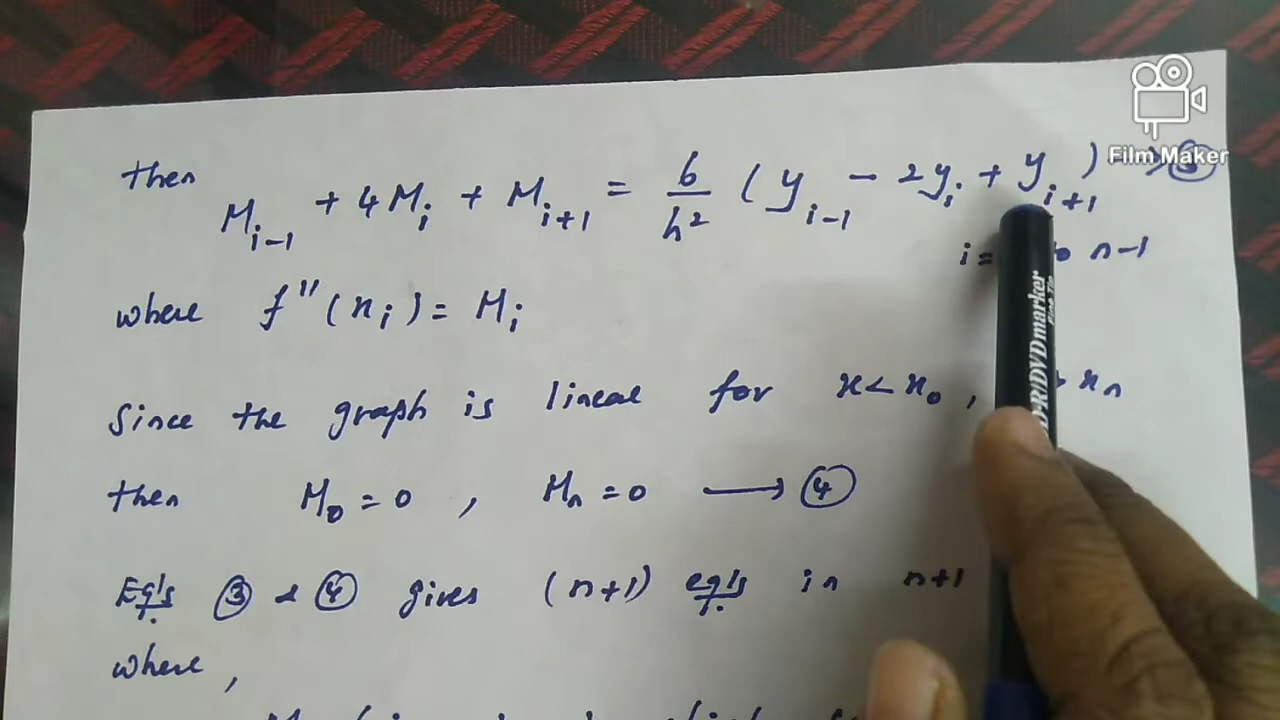 then M_{i-1} + 4M_i + M_{i+1} = 6/h² (y_{i-1} - 2y_i + y_{i+1}) → ③
i= n-1
where f''(x_i) = M_i
Since the graph is linear for x < x_0 , x_n
then M_0 = 0 , M_n = 0 → ④
Eq's ③ & ④ gives (n+1) eq's in n+1
where ,
Film Maker
D-R/DVDmarker